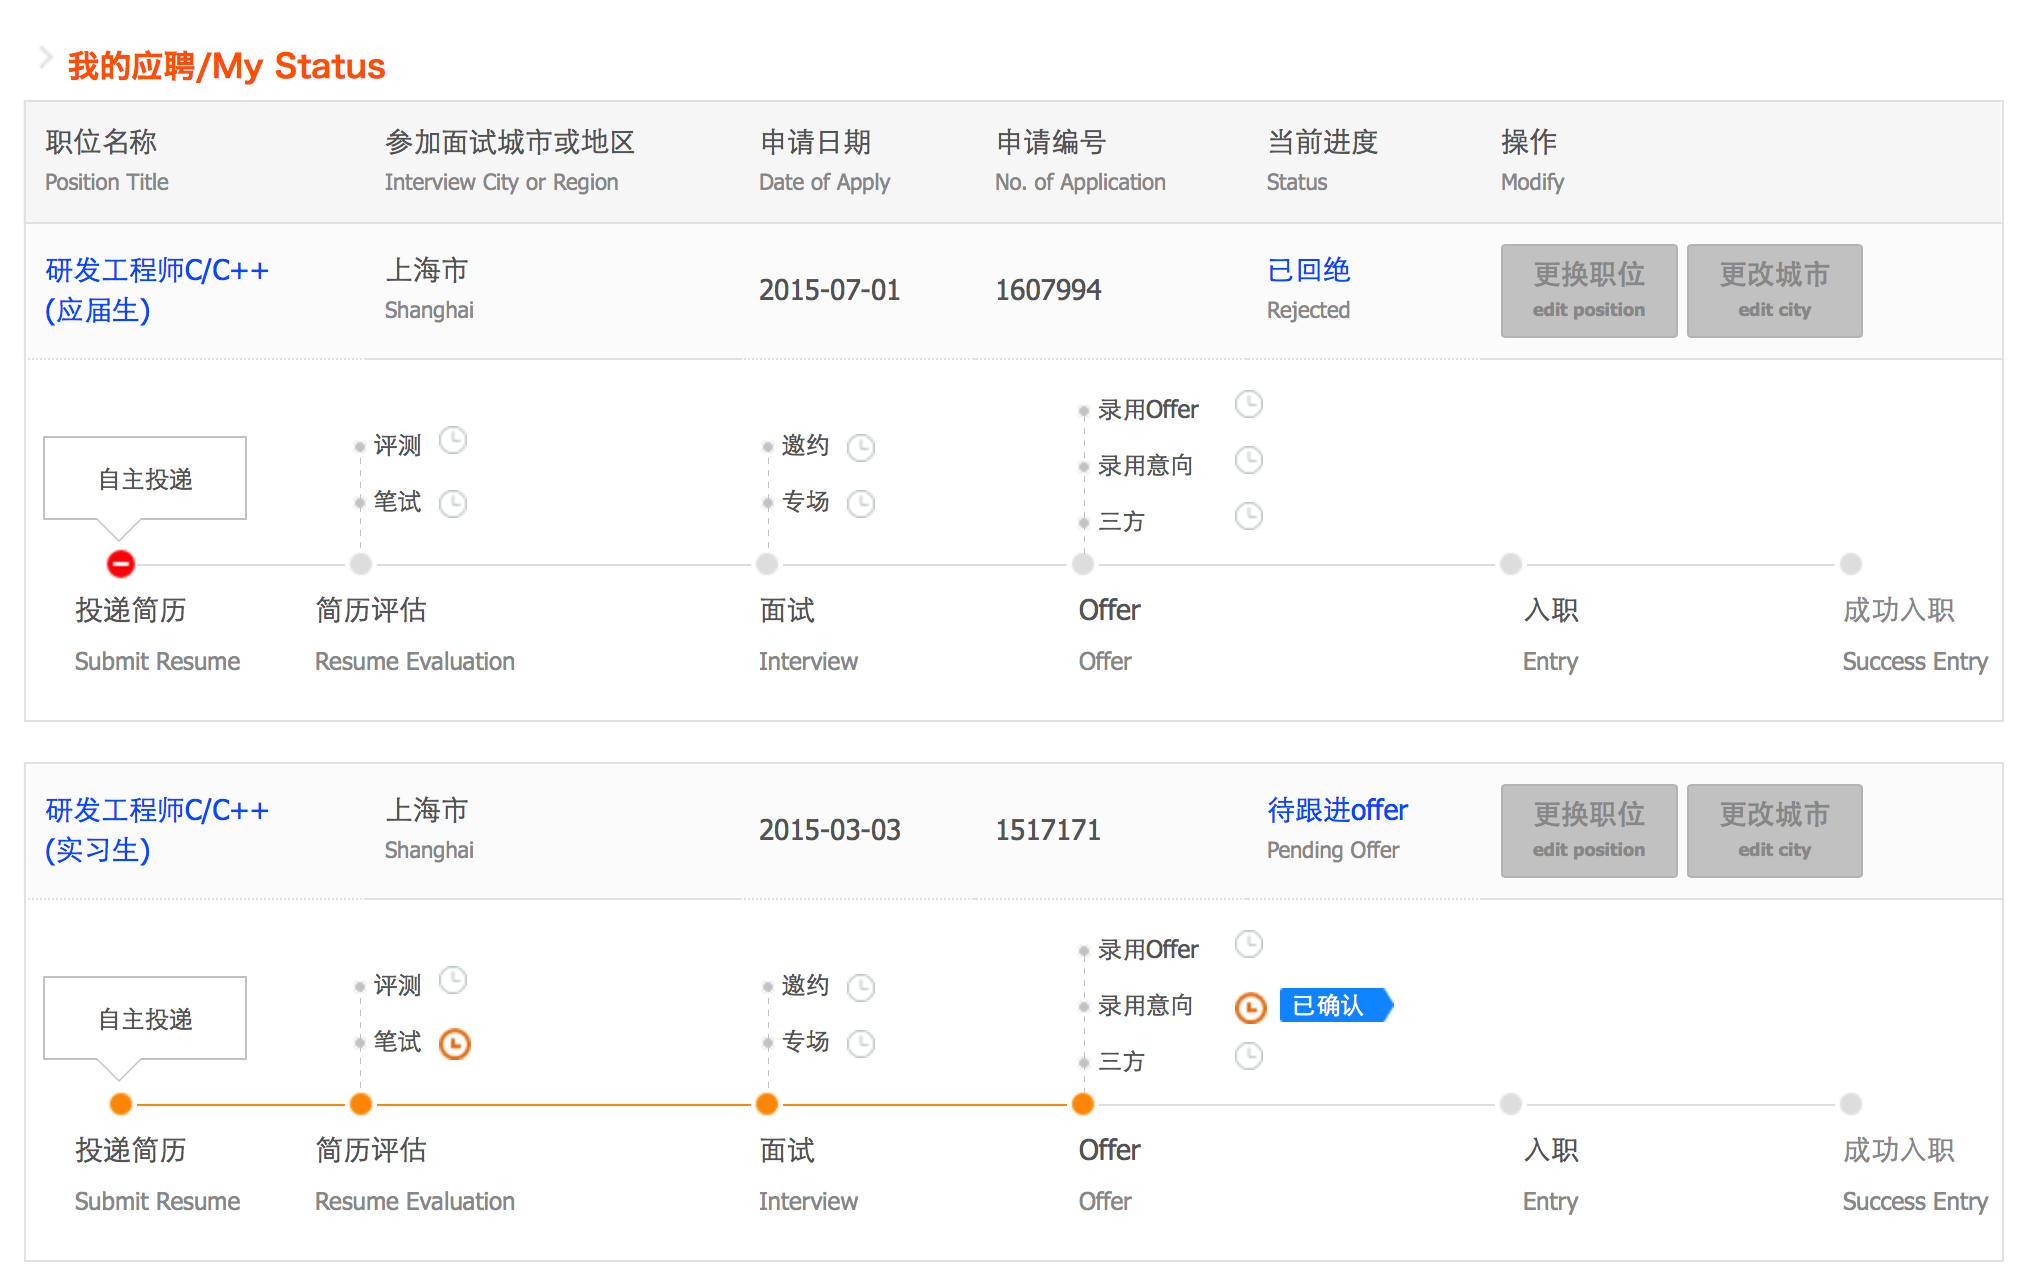 我的应聘/My Status
职位名称 参加面试城市或地区 申请日期 申请编号 当前进度 操作
Position Title Interview City or Region Date of Apply No. of Application Status Modify
研发工程师C/C++ 上海市 2015-07-01 1607994 已回绝 更换职位 更改城市
(应届生) Shanghai Rejected edit position edit city
录用Offer
评测 邀约
录用意向
自主投递
笔试 专场
三方
投递简历 简历评估 面试 Offer 入职 成功入职
Submit Resume Resume Evaluation Interview Offer Entry Success Entry
研发工程师C/C++ 上海市 2015-03-03 1517171 待跟进offer 更换职位 更改城市
(实习生) Shanghai Pending Offer edit position edit city
录用Offer
评测 邀约
录用意向 已确认
自主投递
笔试 专场
三方
投递简历 简历评估 面试 Offer 入职 成功入职
Submit Resume Resume Evaluation Interview Offer Entry Success Entry